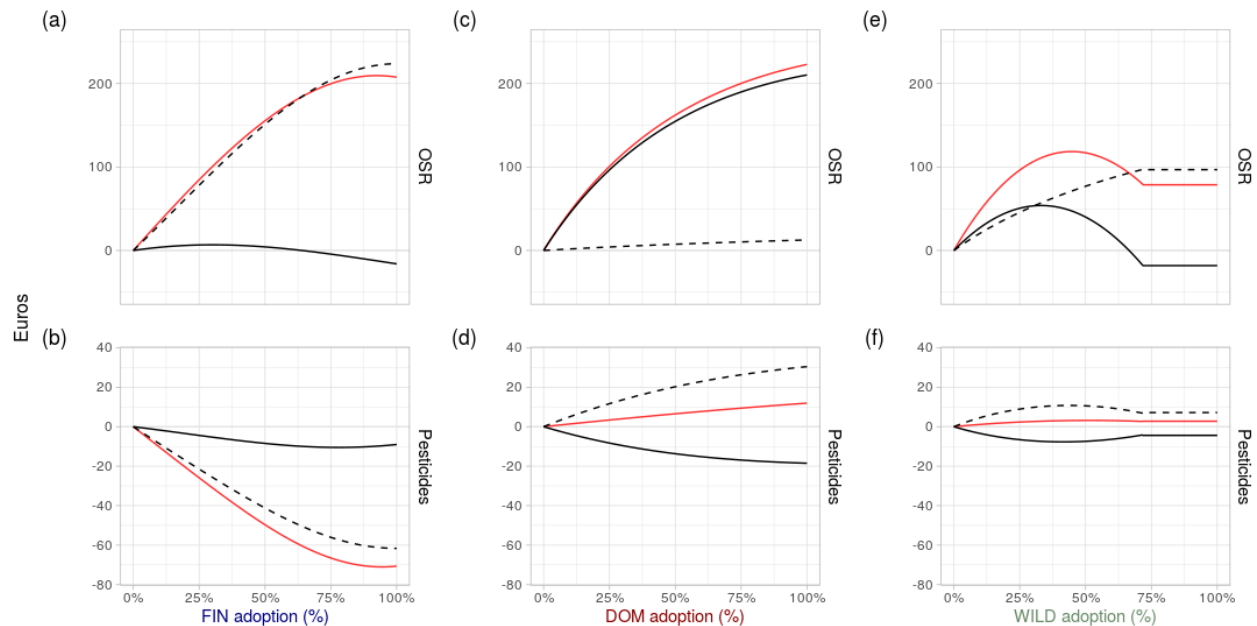 (a)
(c)
(e)
200
100
0
OSR
200
100
0
OSR
200
100
0
OSR
Euros
(b)
(d)
(f)
40
20
0
-20
-40
-60
-80
Pesticides
40
20
0
-20
-40
-60
-80
Pesticides
40
20
0
-20
-40
-60
-80
Pesticides
0% 25% 50% 75% 100%
0% 25% 50% 75% 100%
0% 25% 50% 75% 100%
FIN adoption (%)
DOM adoption (%)
WILD adoption (%)